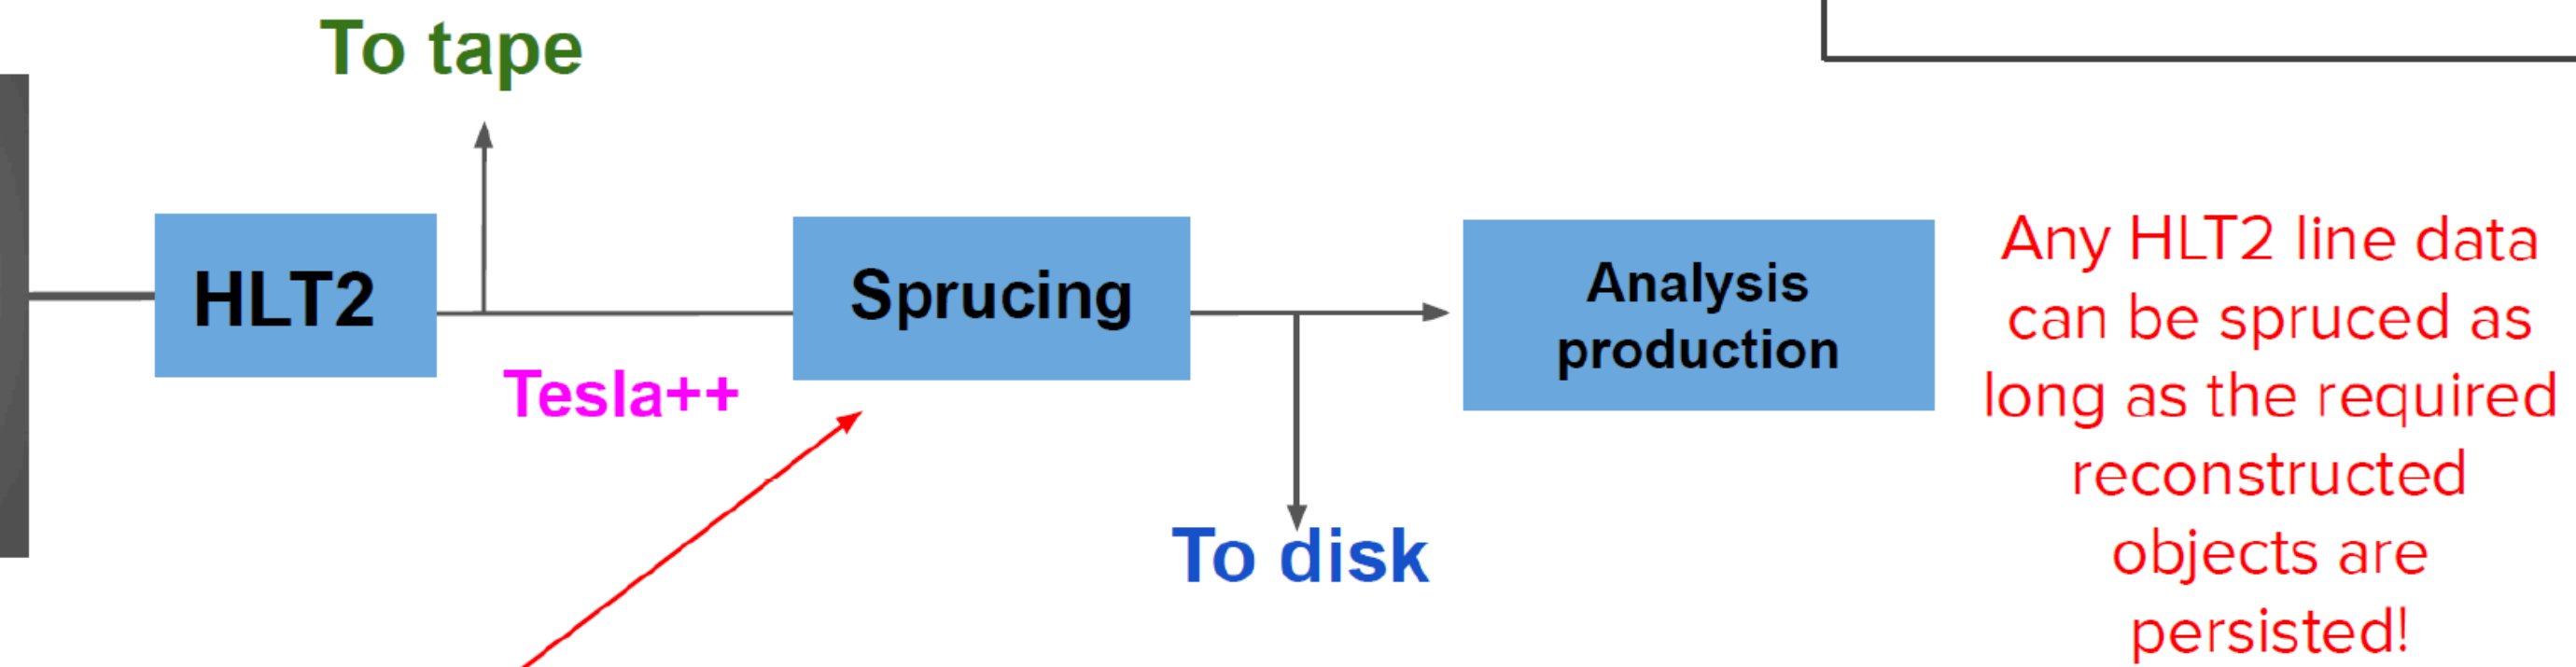 To tape
HLT2
Tesla++
Sprucing
To disk
Analysis
production
Any HLT2 line data
can be spruced as
long as the required
reconstructed
objects are
persisted!